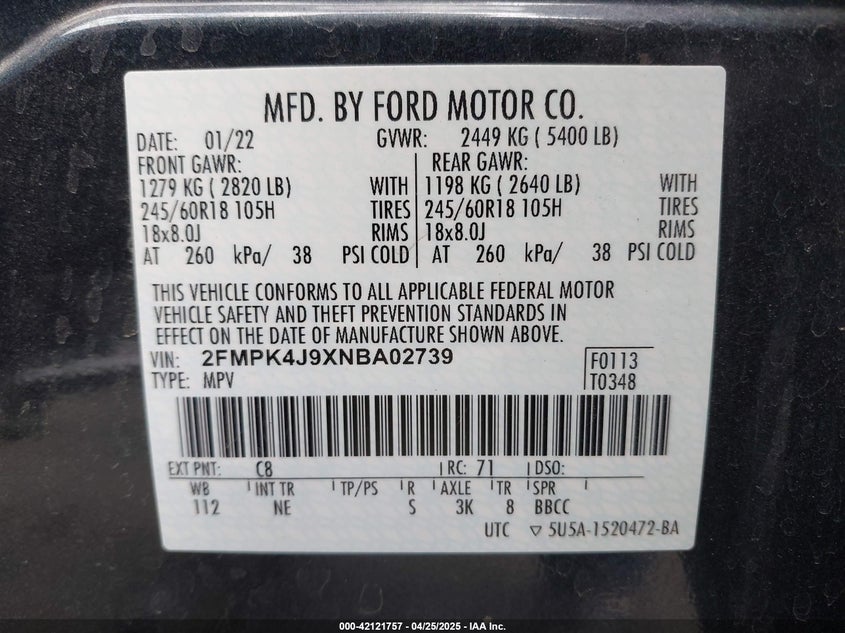 MFD. BY FORD MOTOR CO.
DATE: 01/22 GVWR: 2449 KG ( 5400 LB)
FRONT GAWR: REAR GAWR:
1279 KG ( 2820 LB) WITH 1198 KG ( 2640 LB) WITH
245/60R18 105H TIRES 245/60R18 105H TIRES
18x8.0J RIMS 18x8.0J RIMS
AT 260 kPa/ 38 PSI COLD AT 260 kPa/ 38 PSI COLD
THIS VEHICLE CONFORMS TO ALL APPLICABLE FEDERAL MOTOR
VEHICLE SAFETY AND THEFT PREVENTION STANDARDS IN
EFFECT ON THE DATE OF MANUFACTURE SHOWN ABOVE.
VIN: 2FMPK4J9XNBA02739 F0113
TYPE: MPV T0348
EXT PNT: C8 RC: 71 DSO:
WB INT TR TP/PS R AXLE TR SPR
112 NE S 3K 8 BBCC
UTC ▽ 5U5A-1520472-BA
000-42121757 / 04/25/2025 - IAA Inc.